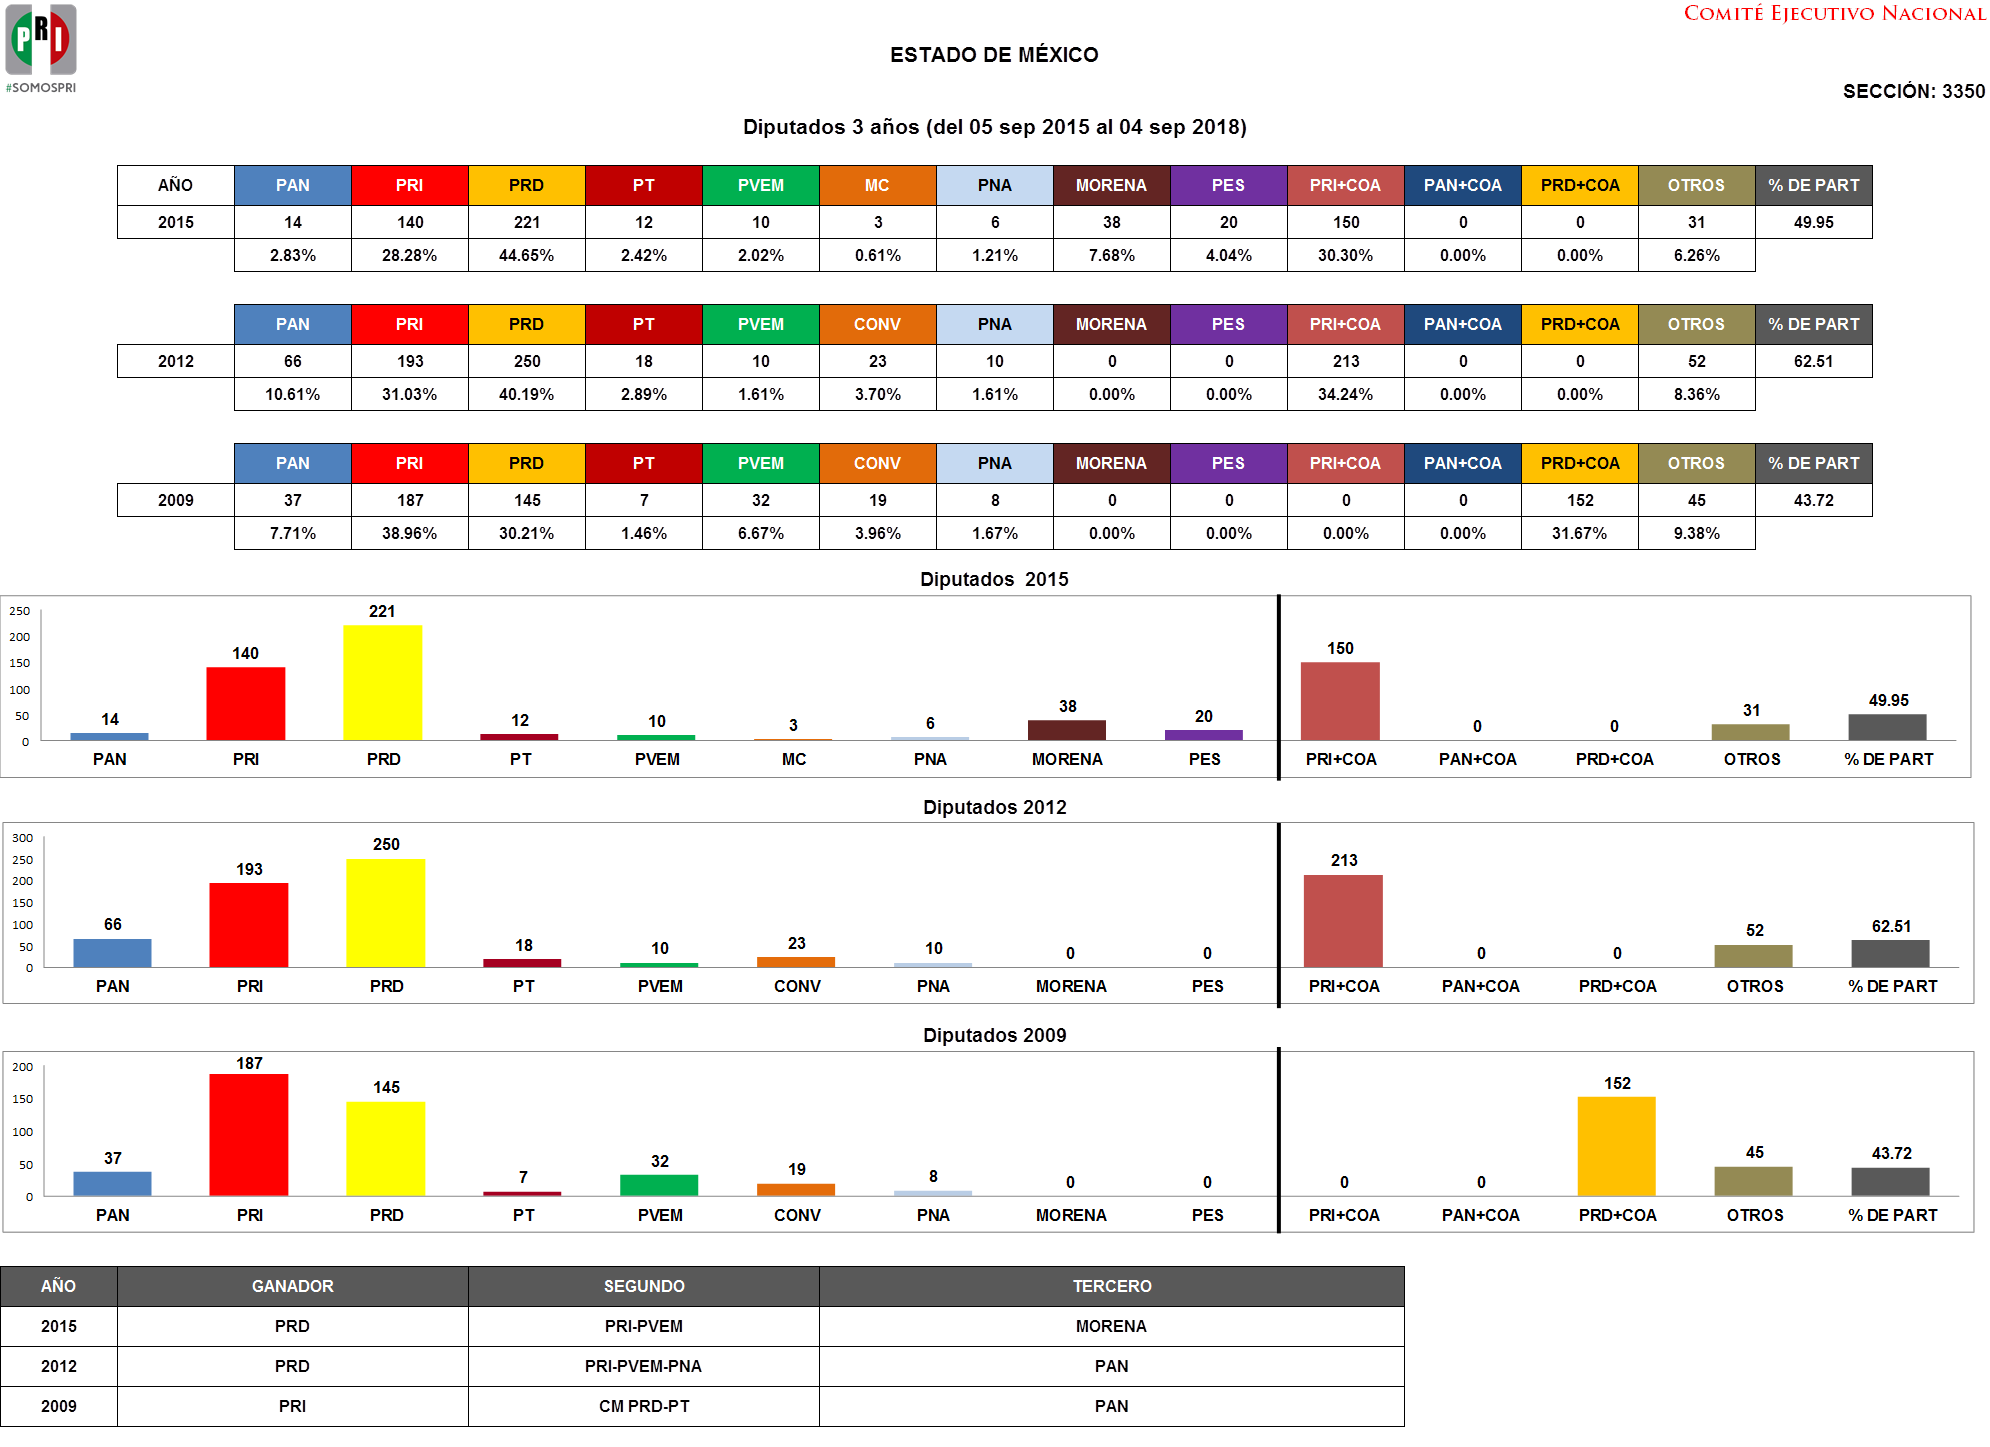 PRI
#SOMOSPRI
COMITÉ EJECUTIVO NACIONAL
ESTADO DE MÉXICO
SECCIÓN: 3350
Diputados 3 años (del 05 sep 2015 al 04 sep 2018)
AÑO PAN PRI PRD PT PVEM MC PNA MORENA PES PRI+COA PAN+COA PRD+COA OTROS % DE PART
2015 14 140 221 12 10 3 6 38 20 150 0 0 31 49.95
2.83% 28.28% 44.65% 2.42% 2.02% 0.61% 1.21% 7.68% 4.04% 30.30% 0.00% 0.00% 6.26%
PAN PRI PRD PT PVEM CONV PNA MORENA PES PRI+COA PAN+COA PRD+COA OTROS % DE PART
2012 66 193 250 18 10 23 10 0 0 213 0 0 52 62.51
10.61% 31.03% 40.19% 2.89% 1.61% 3.70% 1.61% 0.00% 0.00% 34.24% 0.00% 0.00% 8.36%
PAN PRI PRD PT PVEM CONV PNA MORENA PES PRI+COA PAN+COA PRD+COA OTROS % DE PART
2009 37 187 145 7 32 19 8 0 0 0 0 152 45 43.72
7.71% 38.96% 30.21% 1.46% 6.67% 3.96% 1.67% 0.00% 0.00% 0.00% 0.00% 31.67% 9.38%
Diputados 2015
250
200
150
100
50
0
14 140 221 12 10 3 6 38 20 150 0 0 31 49.95
PAN PRI PRD PT PVEM MC PNA MORENA PES PRI+COA PAN+COA PRD+COA OTROS % DE PART
Diputados 2012
300
250
200
150
100
50
0
66 193 250 18 10 23 10 0 0 213 0 0 52 62.51
PAN PRI PRD PT PVEM CONV PNA MORENA PES PRI+COA PAN+COA PRD+COA OTROS % DE PART
Diputados 2009
200
150
100
50
0
37 187 145 7 32 19 8 0 0 0 0 152 45 43.72
PAN PRI PRD PT PVEM CONV PNA MORENA PES PRI+COA PAN+COA PRD+COA OTROS % DE PART
AÑO GANADOR SEGUNDO TERCERO
2015 PRD PRI-PVEM MORENA
2012 PRD PRI-PVEM-PNA PAN
2009 PRI CM PRD-PT PAN